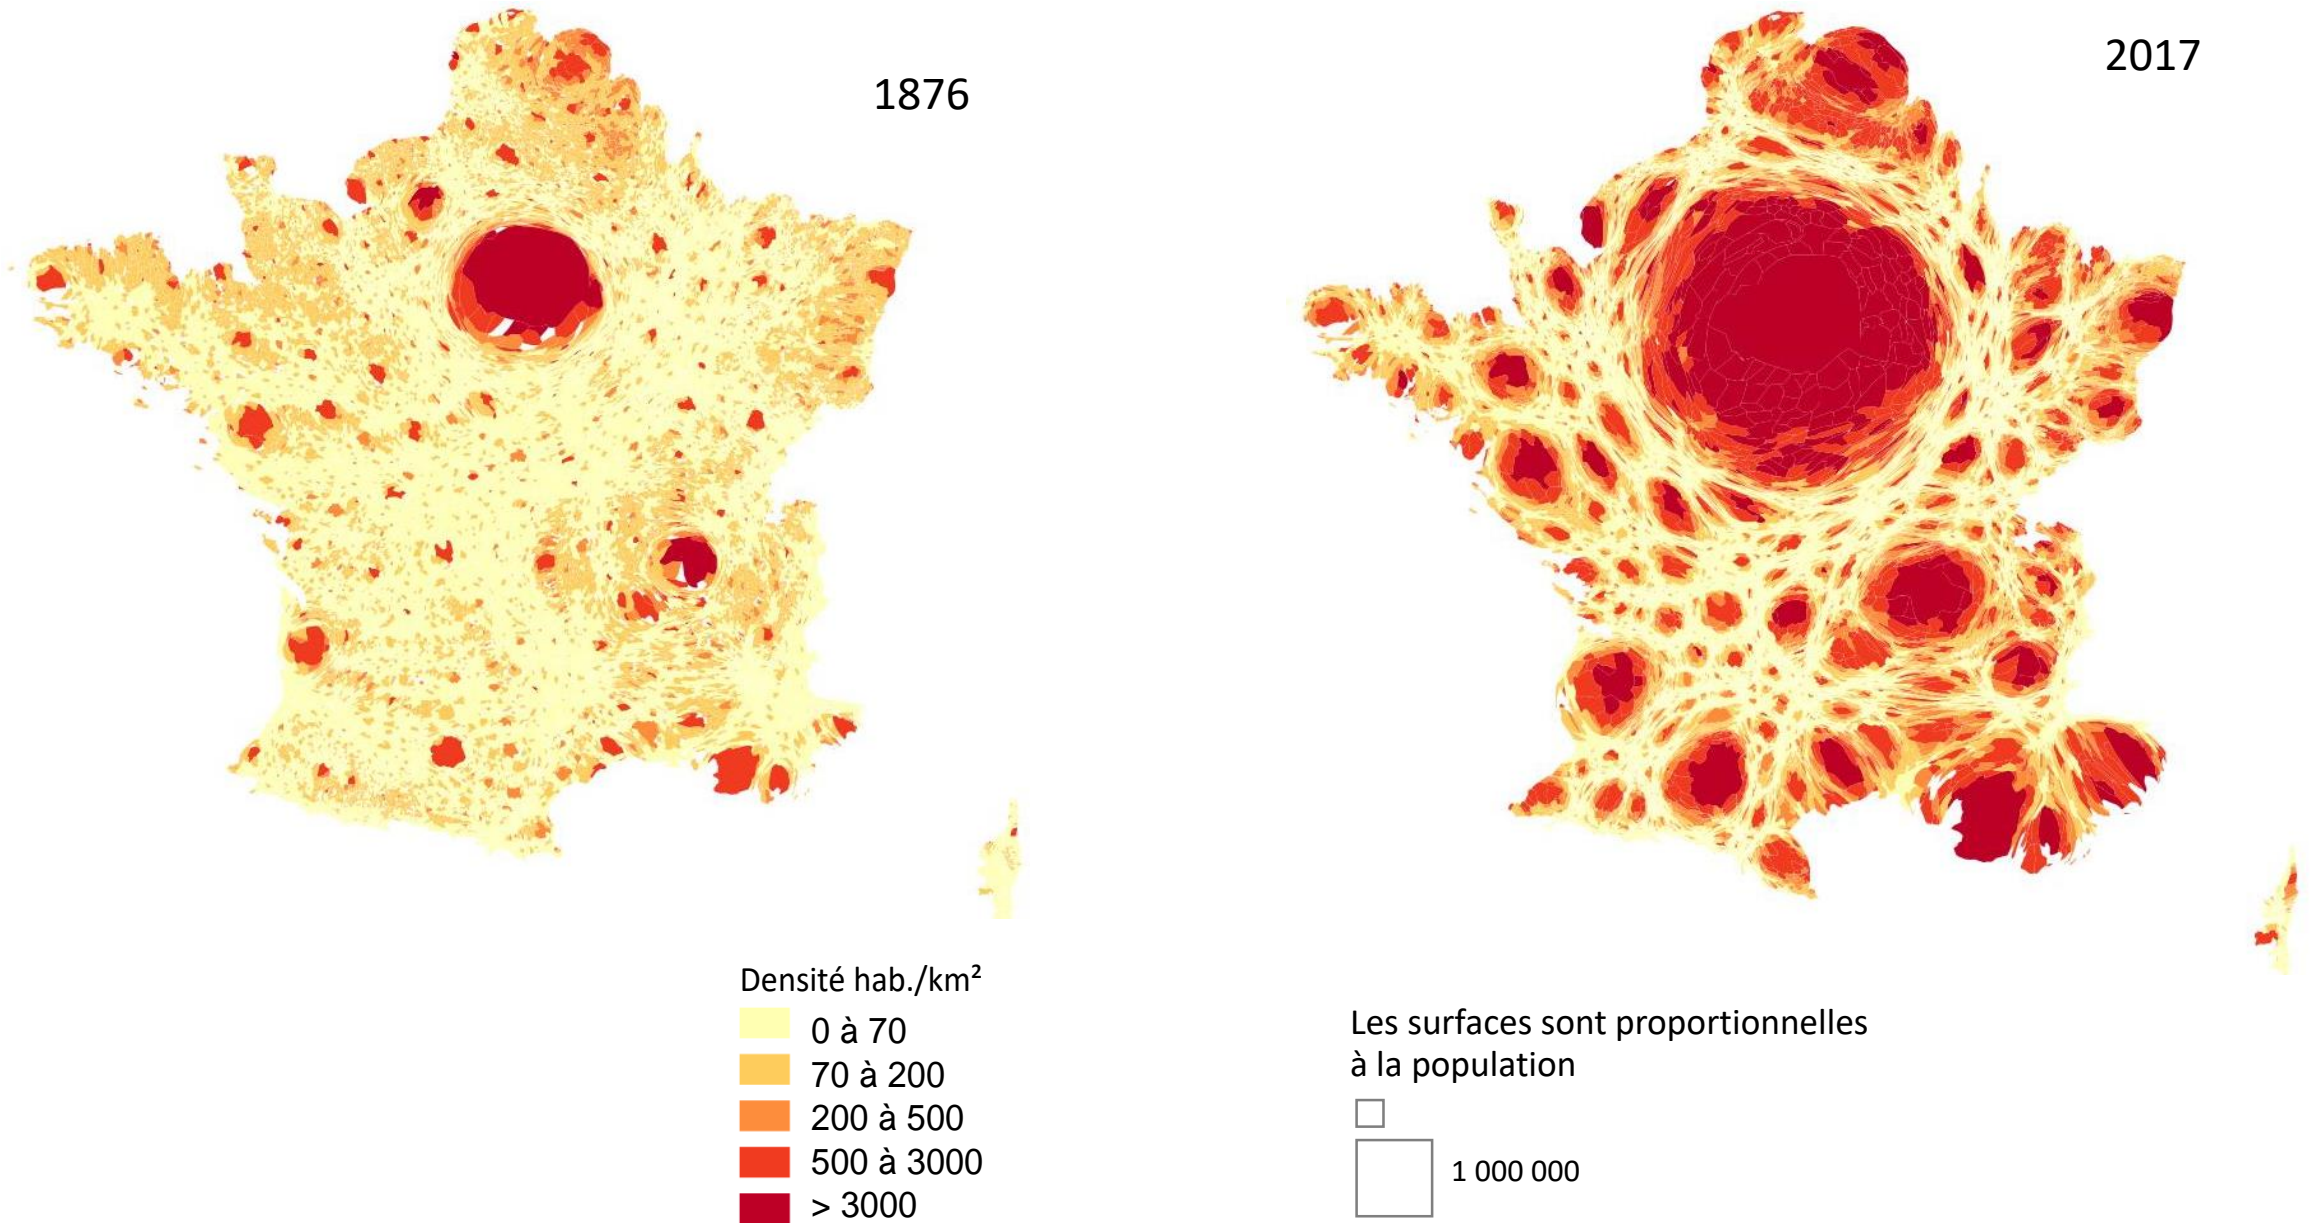 1876
2017
Densité hab./km²
0 à 70
70 à 200
200 à 500
500 à 3000
> 3000
Les surfaces sont proportionnelles
à la population
1 000 000